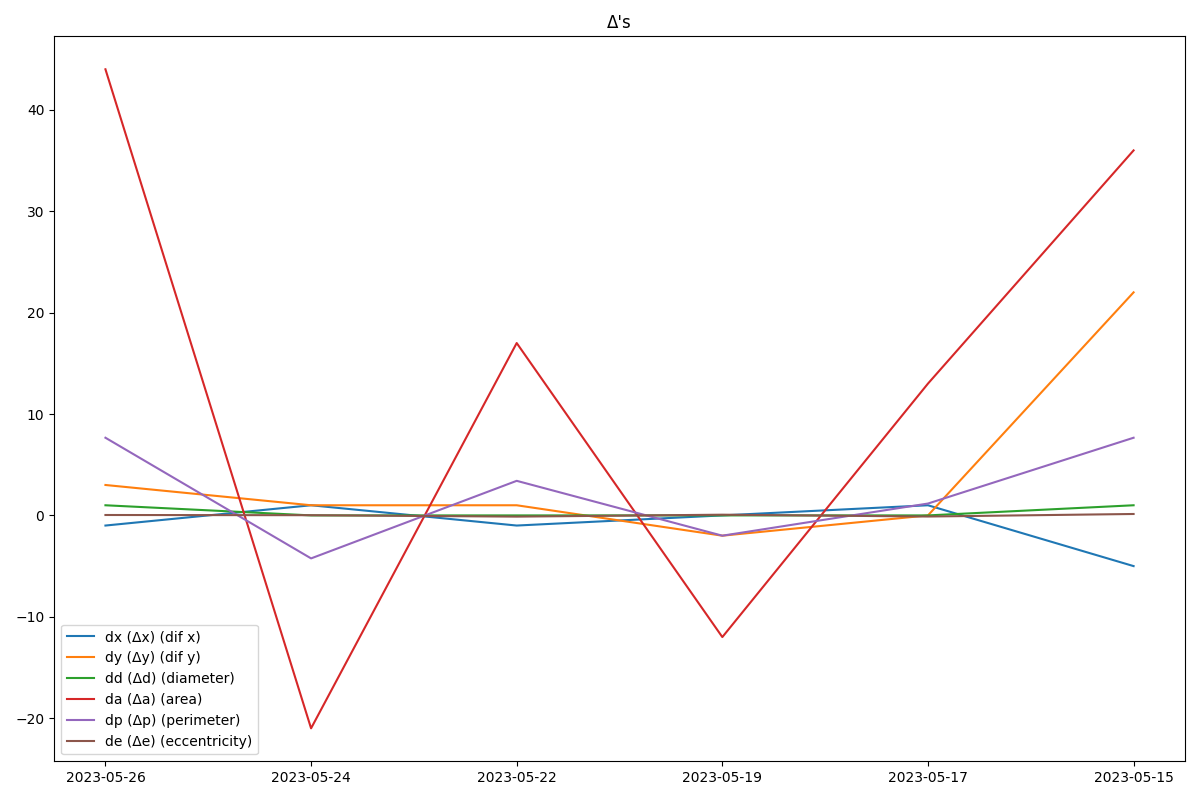 Δ's
40
30
20
10
0
−10
−20
dx (Δx) (dif x)
dy (Δy) (dif y)
dd (Δd) (diameter)
da (Δa) (area)
dp (Δp) (perimeter)
de (Δe) (eccentricity)
2023-05-26 2023-05-24 2023-05-22 2023-05-19 2023-05-17 2023-05-15